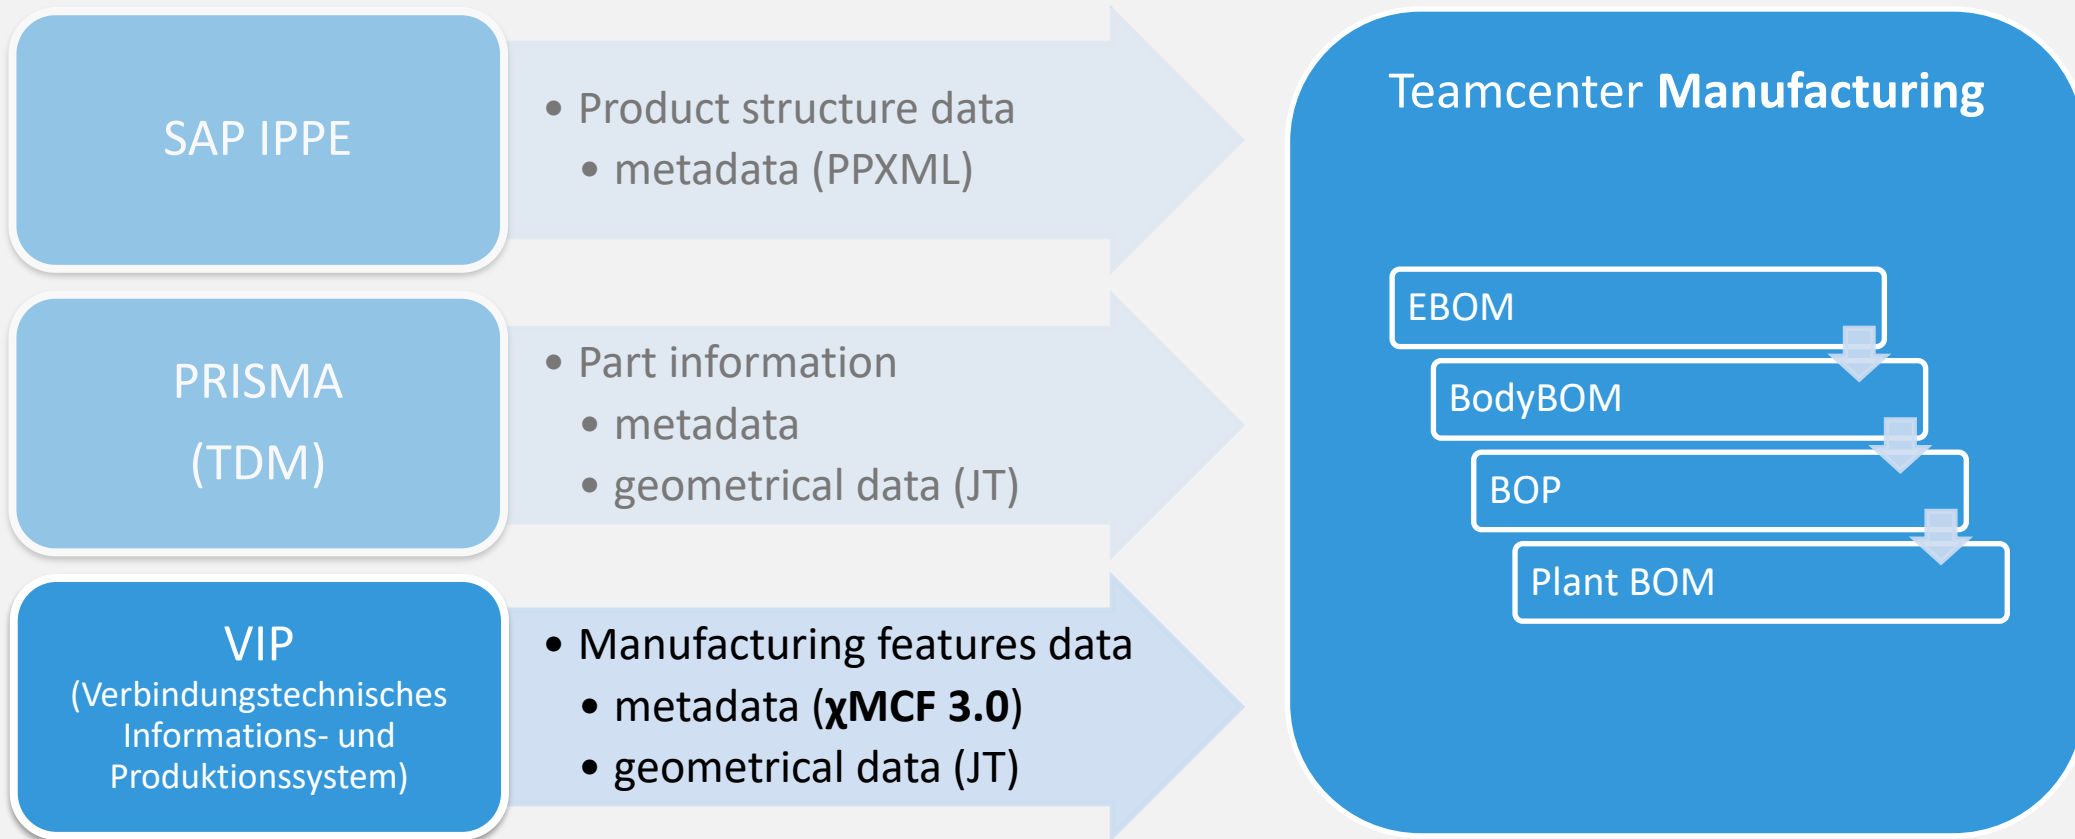 SAP IPPE
• Product structure data
• metadata (PPXML)
PRISMA
(TDM)
• Part information
• metadata
• geometrical data (JT)
VIP
(Verbindungstechnisches
Informations- und
Produktionssystem)
• Manufacturing features data
• metadata (χMCF 3.0)
• geometrical data (JT)
Teamcenter Manufacturing
EBOM
BodyBOM
BOP
Plant BOM